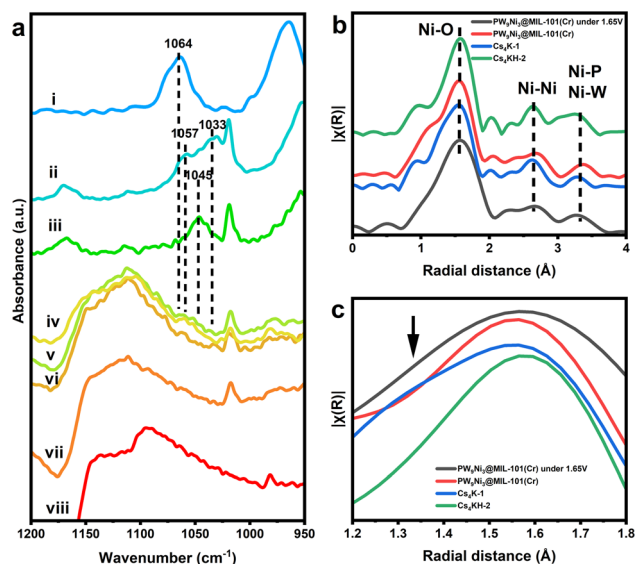 a
1064
1057
1033
1045
i
ii
iii
iv
v
vi
vii
viii
Absorbance (a.u.)
1200 1150 1100 1050 1000 950
Wavenumber (cm⁻¹)
b
PW₉Ni₃@MIL-101(Cr) under 1.65V
PW₉Ni₃@MIL-101(Cr)
Cs₄K-1
Cs₄KH-2
Ni-O
Ni-Ni
Ni-P
Ni-W
|χ(R)|
0 1 2 3 4
Radial distance (Å)
c
PW₉Ni₃@MIL-101(Cr) under 1.65V
PW₉Ni₃@MIL-101(Cr)
Cs₄K-1
Cs₄KH-2
|χ(R)|
1.2 1.3 1.4 1.5 1.6 1.7 1.8
Radial distance (Å)